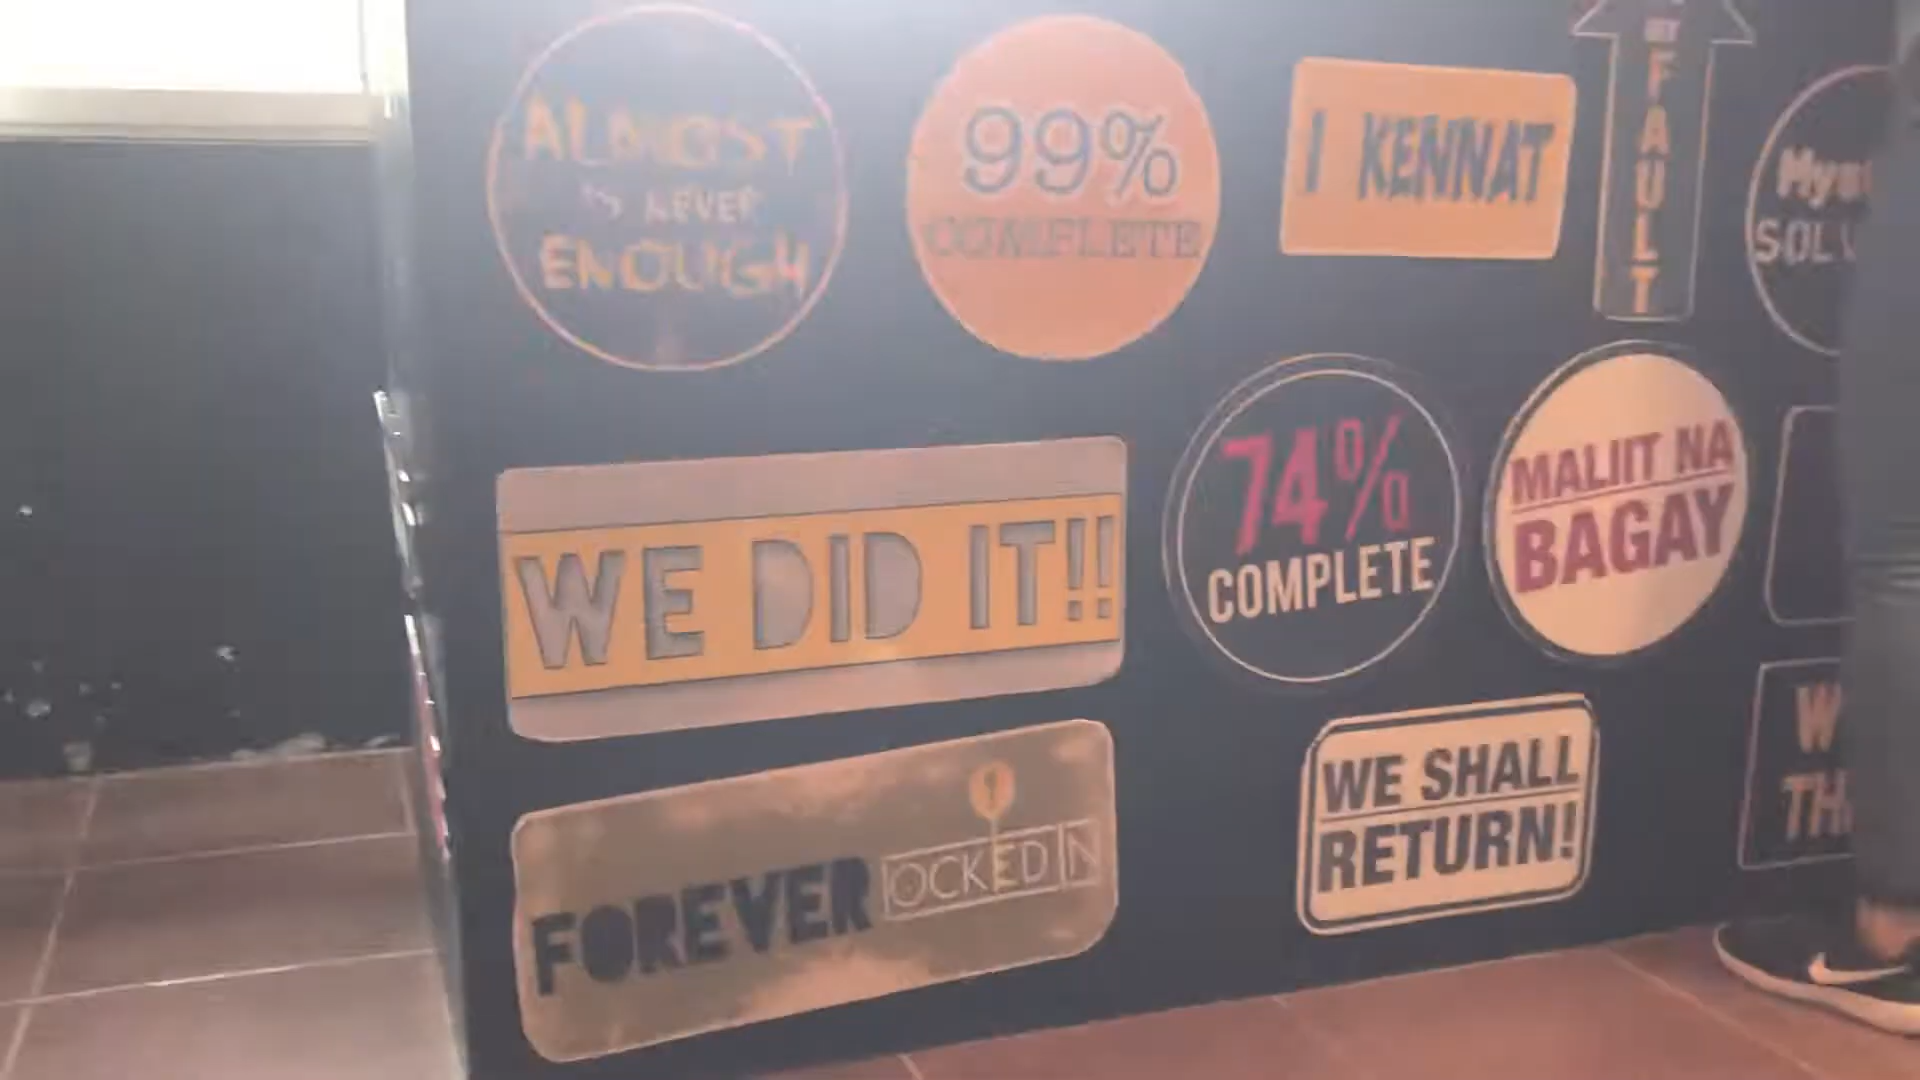 ALMOST
IS NEVER
ENOUGH
99%
COMPLETE
I KENNAT
FAULT
SOL
74%
COMPLETE
MALIIT NA
BAGAY
WE DID IT!!
WE SHALL
RETURN!
FOREVER
OCKED IN